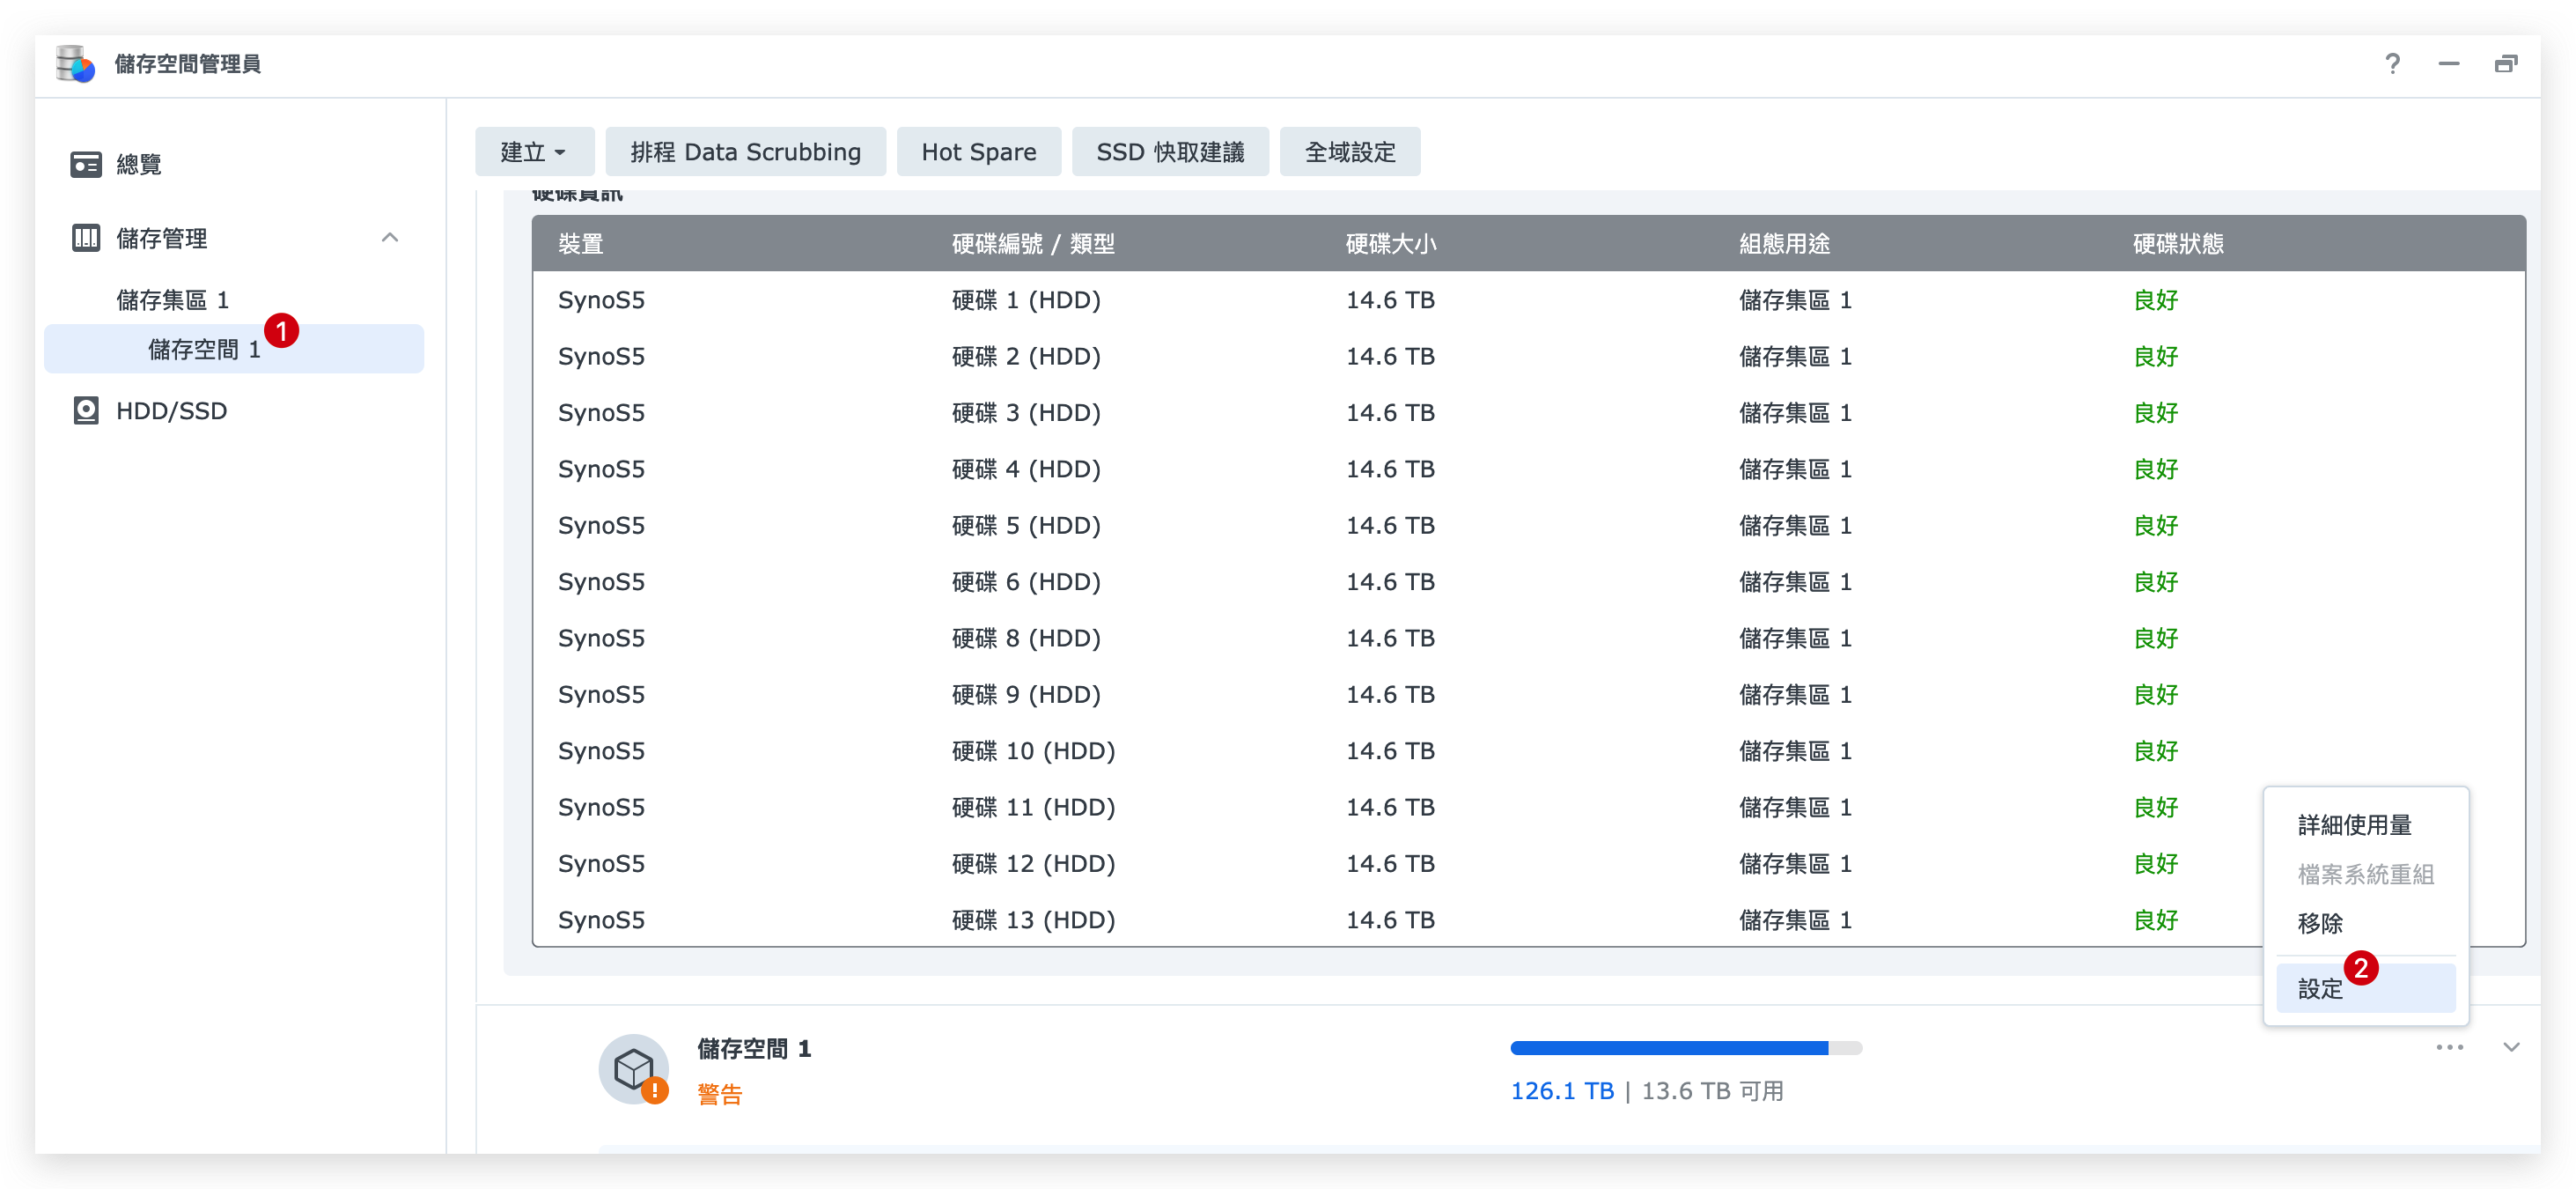 儲存空間管理員
?
總覽
儲存管理
儲存集區 1
儲存空間 1
1
HDD/SSD
建立
排程 Data Scrubbing
Hot Spare
SSD 快取建議
全域設定
硬碟資訊
裝置 硬碟編號 / 類型 硬碟大小 組態用途 硬碟狀態
SynoS5 硬碟 1 (HDD) 14.6 TB 儲存集區 1 良好
SynoS5 硬碟 2 (HDD) 14.6 TB 儲存集區 1 良好
SynoS5 硬碟 3 (HDD) 14.6 TB 儲存集區 1 良好
SynoS5 硬碟 4 (HDD) 14.6 TB 儲存集區 1 良好
SynoS5 硬碟 5 (HDD) 14.6 TB 儲存集區 1 良好
SynoS5 硬碟 6 (HDD) 14.6 TB 儲存集區 1 良好
SynoS5 硬碟 8 (HDD) 14.6 TB 儲存集區 1 良好
SynoS5 硬碟 9 (HDD) 14.6 TB 儲存集區 1 良好
SynoS5 硬碟 10 (HDD) 14.6 TB 儲存集區 1 良好
SynoS5 硬碟 11 (HDD) 14.6 TB 儲存集區 1 良好
SynoS5 硬碟 12 (HDD) 14.6 TB 儲存集區 1 良好
SynoS5 硬碟 13 (HDD) 14.6 TB 儲存集區 1 良好
詳細使用量
檔案系統重組
移除
設定
2
儲存空間 1
警告
126.1 TB | 13.6 TB 可用